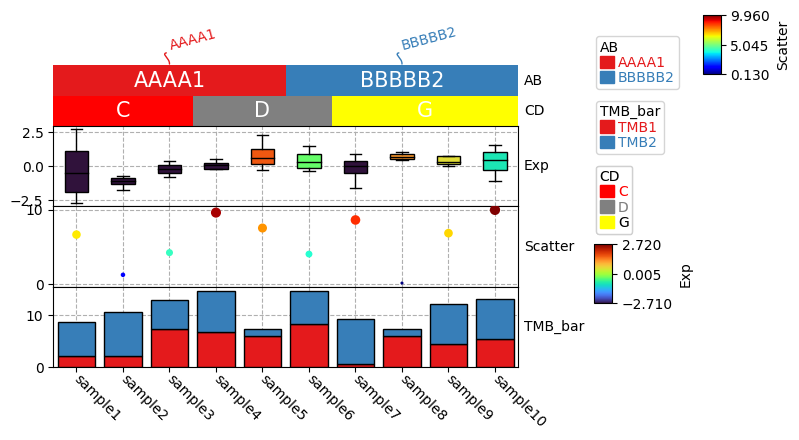 AAAA1
BBBBB2
AAAA1
BBBBB2
AB
C
D
G
CD
2.5
0.0
−2.5
Exp
10
0
Scatter
10
0
TMB_bar
sample1
sample2
sample3
sample4
sample5
sample6
sample7
sample8
sample9
sample10
AB
AAAA1
BBBBB2
TMB_bar
TMB1
TMB2
CD
C
D
G
2.720
0.005
−2.710
Exp
9.960
5.045
0.130
Scatter